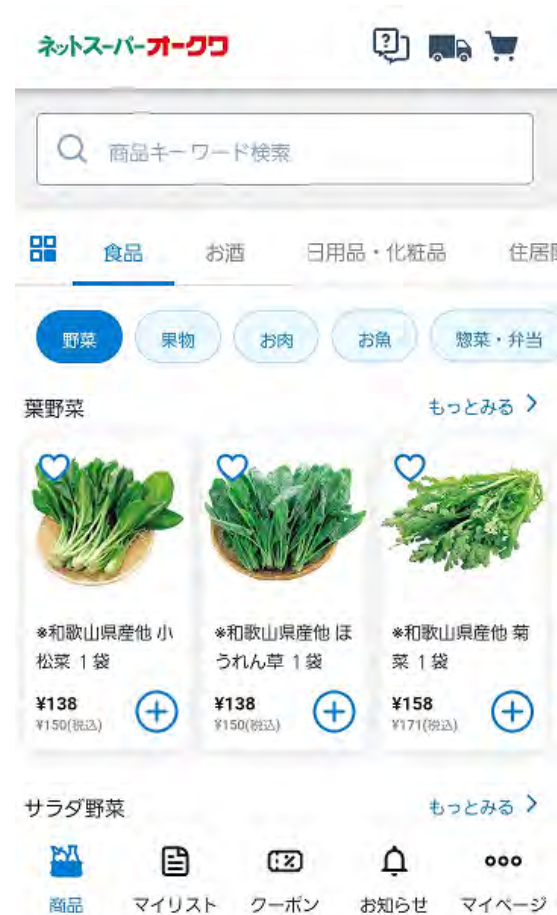 ネットスーパーオークワ
商品キーワード検索
食品 お酒 日用品・化粧品 住居
野菜 果物 お肉 お魚 惣菜・弁当
葉野菜 もっとみる
※和歌山県産他 小
松菜 1袋
¥138
¥150(税込)
※和歌山県産他 ほ
うれん草 1袋
¥138
¥150(税込)
※和歌山県産他 菊
菜 1袋
¥158
¥171(税込)
サラダ野菜 もっとみる
商品 マイリスト クーポン お知らせ マイページ